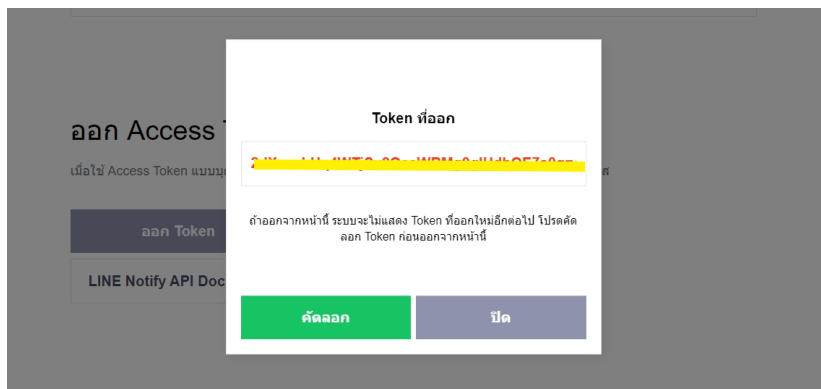 Token ที่ออก
ถ้าออกจากหน้านี้ ระบบจะไม่แสดง Token ที่ออกใหม่อีกต่อไป โปรดคัด
ลอก Token ก่อนออกจากหน้านี้
คัดลอก
ปิด
ออก Access
เมื่อใช้ Access Token แบบบุ
ออก Token
LINE Notify API Doc